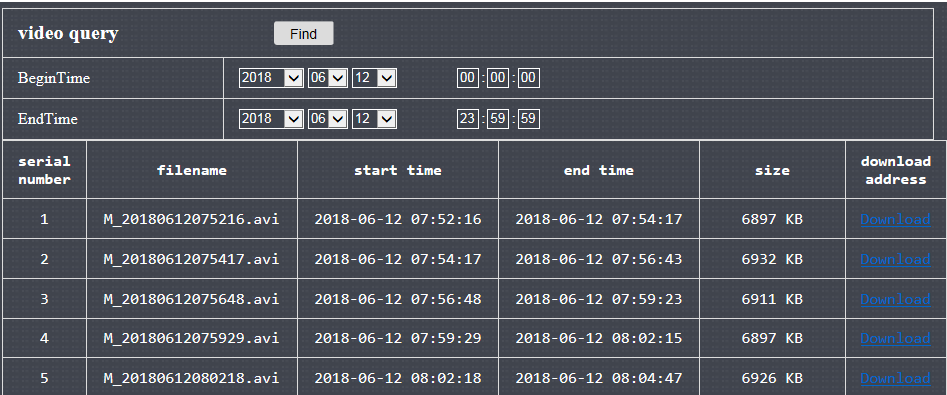 video query Find
BeginTime 2018 06 12 00 : 00 : 00
EndTime 2018 06 12 23 : 59 : 59
serial number filename start time end time size download address
1 M_20180612075216.avi 2018-06-12 07:52:16 2018-06-12 07:54:17 6897 KB Download
2 M_20180612075417.avi 2018-06-12 07:54:17 2018-06-12 07:56:43 6932 KB Download
3 M_20180612075648.avi 2018-06-12 07:56:48 2018-06-12 07:59:23 6911 KB Download
4 M_20180612075929.avi 2018-06-12 07:59:29 2018-06-12 08:02:15 6897 KB Download
5 M_20180612080218.avi 2018-06-12 08:02:18 2018-06-12 08:04:47 6926 KB Download